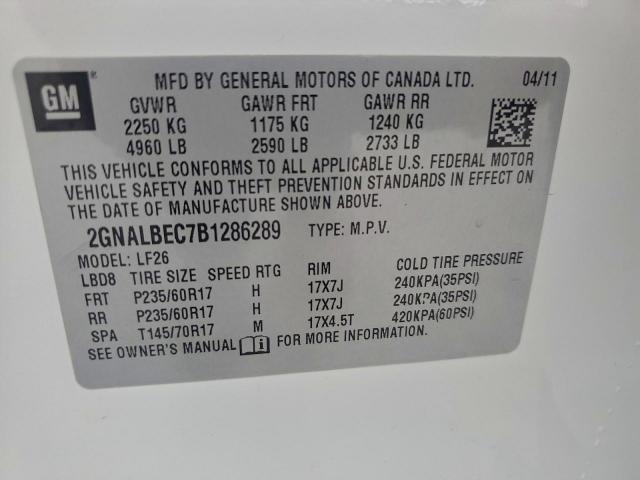 GM ® MFD BY GENERAL MOTORS OF CANADA LTD. 04/11
GVWR GAWR FRT GAWR RR
2250 KG 1175 KG 1240 KG
4960 LB 2590 LB 2733 LB
THIS VEHICLE CONFORMS TO ALL APPLICABLE U.S. FEDERAL MOTOR
VEHICLE SAFETY AND THEFT PREVENTION STANDARDS IN EFFECT ON
THE DATE OF MANUFACTURE SHOWN ABOVE.
2GNALBEC7B1286289 TYPE: M.P.V.
MODEL: LF26
LBD8 TIRE SIZE SPEED RTG RIM COLD TIRE PRESSURE
FRT P235/60R17 H 17X7J 240KPA(35PSI)
RR P235/60R17 H 17X7J 240KPA(35PSI)
SPA T145/70R17 M 17X4.5T 420KPA(60PSI)
SEE OWNER'S MANUAL FOR MORE INFORMATION.